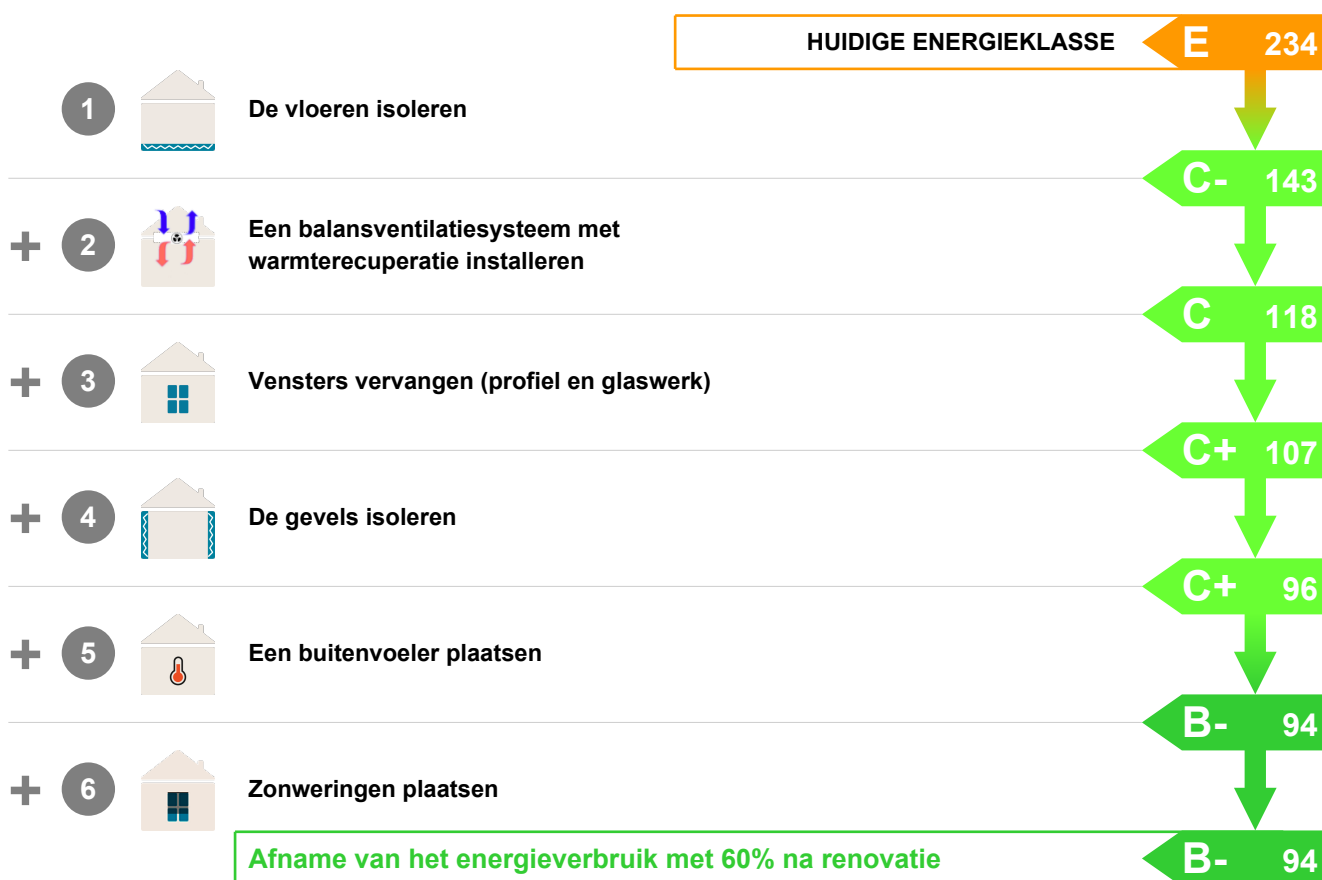 HUIDIGE ENERGIEKLASSE E 234
1 De vloeren isoleren
C- 143
+ 2 Een balansventilatiesysteem met
warmterecuperatie installeren
C 118
+ 3 Vensters vervangen (profiel en glaswerk)
C+ 107
+ 4 De gevels isoleren
C+ 96
+ 5 Een buitenvoeler plaatsen
B- 94
+ 6 Zonweringen plaatsen
Afname van het energieverbruik met 60% na renovatie B- 94